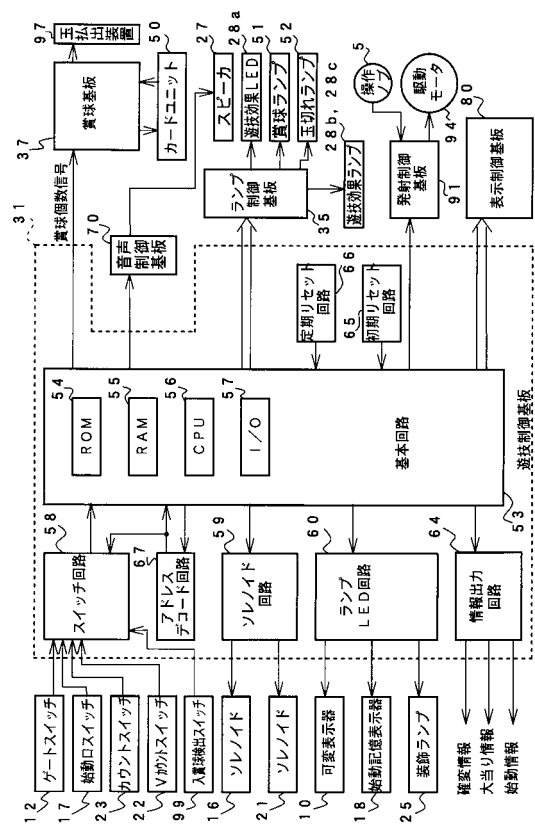 12
ゲートスイッチ
17
始動口スイッチ
23
カウントスイッチ
22
Vカウントスイッチ
99
入賞球検出スイッチ
16
ソレノイド
21
ソレノイド
10
可変表示器
18
始動記憶表示器
25
装飾ランプ
確変情報
大当り情報
始動情報
58
スイッチ回路
67
アドレス
デコード回路
59
ソレノイド
回路
60
ランプ
LED回路
64
情報出力
回路
54
ROM
55
RAM
56
CPU
57
I/O
基本回路
53
定期リセット
回路
66
初期リセット
回路
65
遊技制御基板
31
賞球個数信号
70
音声
制御
基板
37
賞球基板
97
玉払出装置
50
カードユニット
27
スピーカ
28a
遊技効果LED
51
賞球ランプ
52
玉切れランプ
28b,28c
遊技効果ランプ
ランプ
制御
基板
35
5
操作
ノブ
駆動
モータ
94
発射制御
基板
91
80
表示制御基板